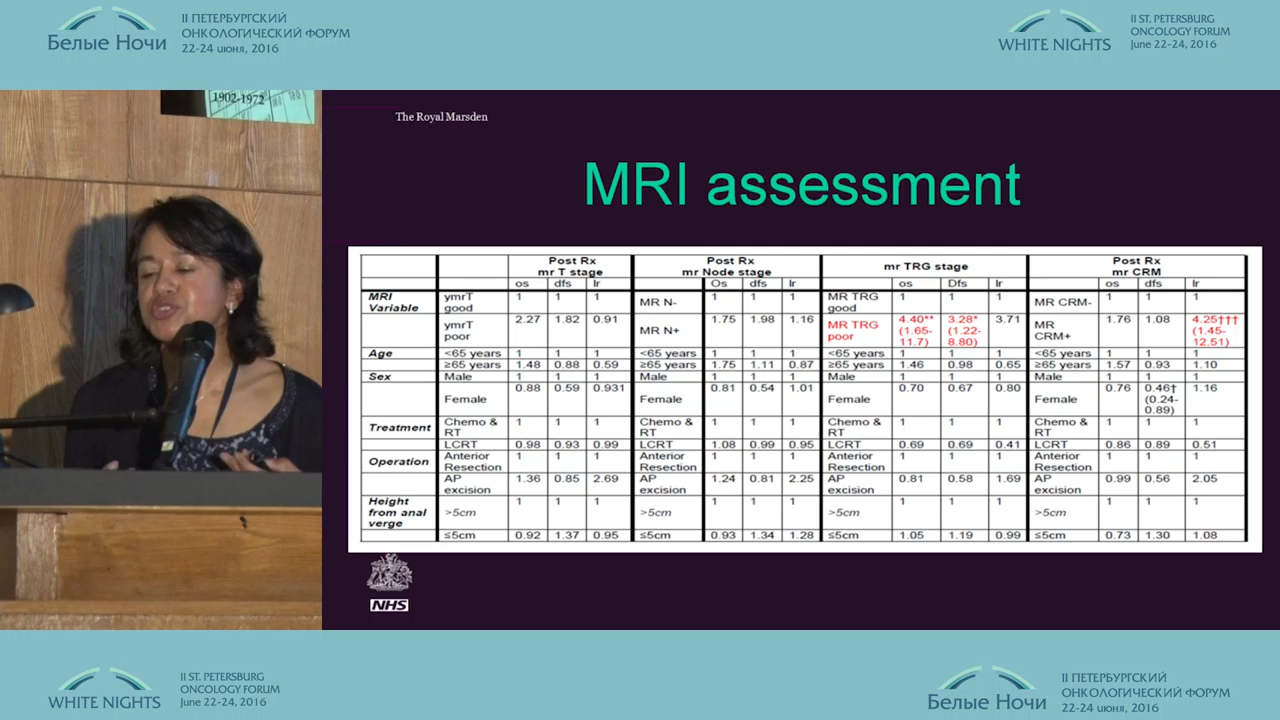 II ПЕТЕРБУРГСКИЙ
ОНКОЛОГИЧЕСКИЙ ФОРУМ
Белые Ночи
22-24 июня, 2016
II ST. PETERSBURG
ONCOLOGY FORUM
WHITE NIGHTS
June 22-24, 2016
1902-1972
The Royal Marsden
MRI assessment
Post Rx mr T stage Post Rx mr Node stage mr TRG stage Post Rx mr CRM
os dfs lr Os dfs lr os Dfs lr os dfs lr
MRI Variable ymrT good 1 1 1 MR N- 1 1 1 MR TRG good 1 1 1 MR CRM- 1 1 1
ymrT poor 2.27 1.82 0.91 MR N+ 1.75 1.98 1.16 MR TRG poor 4.40** (1.65-11.7) 3.28* (1.22-8.80) 3.71 MR CRM+ 1.76 1.08 4.25††† (1.45-12.51)
Age <65 years 1 1 1 <65 years 1 1 1 <65 years 1 1 1 <65 years 1 1 1
≥65 years 1.48 0.88 0.59 ≥65 years 1.75 1.11 0.87 ≥65 years 1.46 0.98 0.65 ≥65 years 1.57 0.93 1.10
Sex Male 1 1 1 Male 1 1 1 Male 1 1 1 Male 1 1 1
Female 0.88 0.59 0.931 Female 0.81 0.54 1.01 Female 0.70 0.67 0.80 Female 0.76 0.46† (0.24-0.89) 1.16
Treatment Chemo & RT 1 1 1 Chemo & RT 1 1 1 Chemo & RT 1 1 1 Chemo & RT 1 1 1
LCRT 0.98 0.93 0.99 LCRT 1.08 0.99 0.95 LCRT 0.69 0.69 0.41 LCRT 0.86 0.89 0.51
Operation Anterior Resection 1 1 1 Anterior Resection 1 1 1 Anterior Resection 1 1 1 Anterior Resection 1 1 1
AP excision 1.36 0.85 2.69 AP excision 1.24 0.81 2.25 AP excision 0.81 0.58 1.69 AP excision 0.99 0.56 2.05
Height from anal verge >5cm 1 1 1 >5cm 1 1 1 >5cm 1 1 1 >5cm 1 1 1
≤5cm 0.92 1.37 0.95 ≤5cm 0.93 1.34 1.28 ≤5cm 1.05 1.19 0.99 ≤5cm 0.73 1.30 1.08
NHS
II ST. PETERSBURG
ONCOLOGY FORUM
WHITE NIGHTS
June 22-24, 2016
II ПЕТЕРБУРГСКИЙ
ОНКОЛОГИЧЕСКИЙ ФОРУМ
Белые Ночи
22-24 июня, 2016